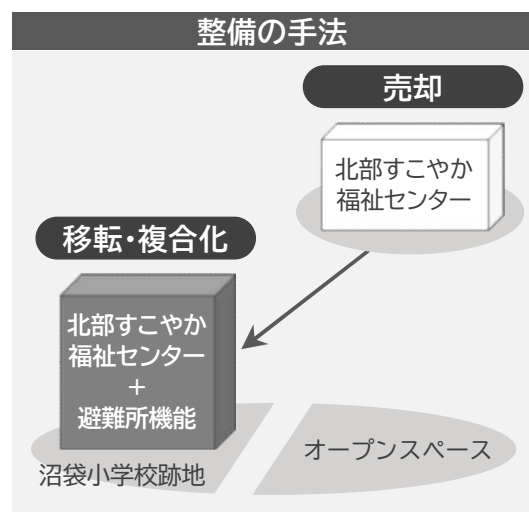 整備の手法
売却
北部すこやか
福祉センター
移転・複合化
北部すこやか
福祉センター
+
避難所機能
オープンスペース
沼袋小学校跡地